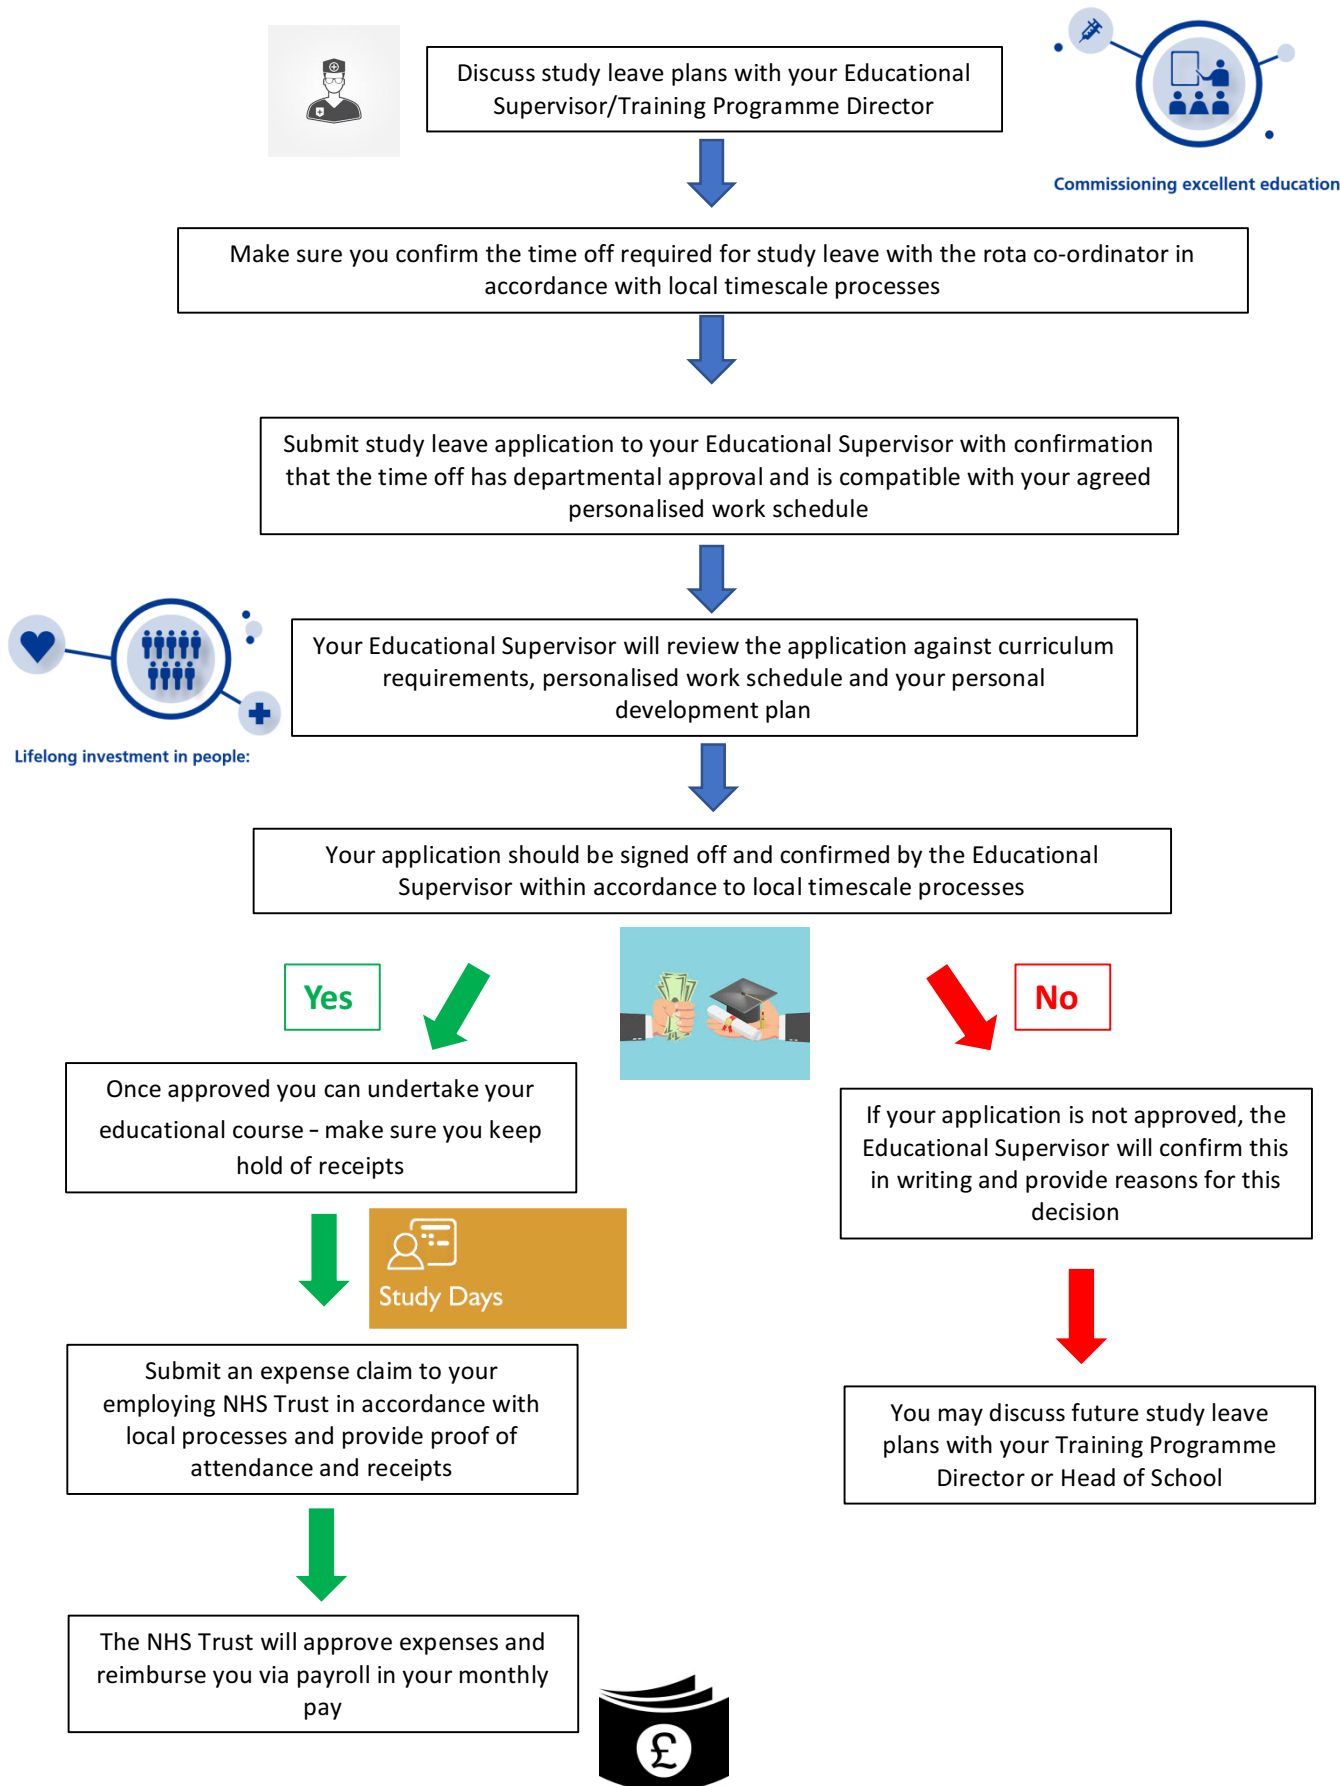 Discuss study leave plans with your Educational
Supervisor/Training Programme Director
Commissioning excellent education
Make sure you confirm the time off required for study leave with the rota co-ordinator in
accordance with local timescale processes
Submit study leave application to your Educational Supervisor with confirmation
that the time off has departmental approval and is compatible with your agreed
personalised work schedule
Your Educational Supervisor will review the application against curriculum
requirements, personalised work schedule and your personal
development plan
Lifelong investment in people:
Your application should be signed off and confirmed by the Educational
Supervisor within accordance to local timescale processes
Yes
No
Once approved you can undertake your
educational course – make sure you keep
hold of receipts
If your application is not approved, the
Educational Supervisor will confirm this
in writing and provide reasons for this
decision
Study Days
Submit an expense claim to your
employing NHS Trust in accordance with
local processes and provide proof of
attendance and receipts
You may discuss future study leave
plans with your Training Programme
Director or Head of School
The NHS Trust will approve expenses and
reimburse you via payroll in your monthly
pay
£